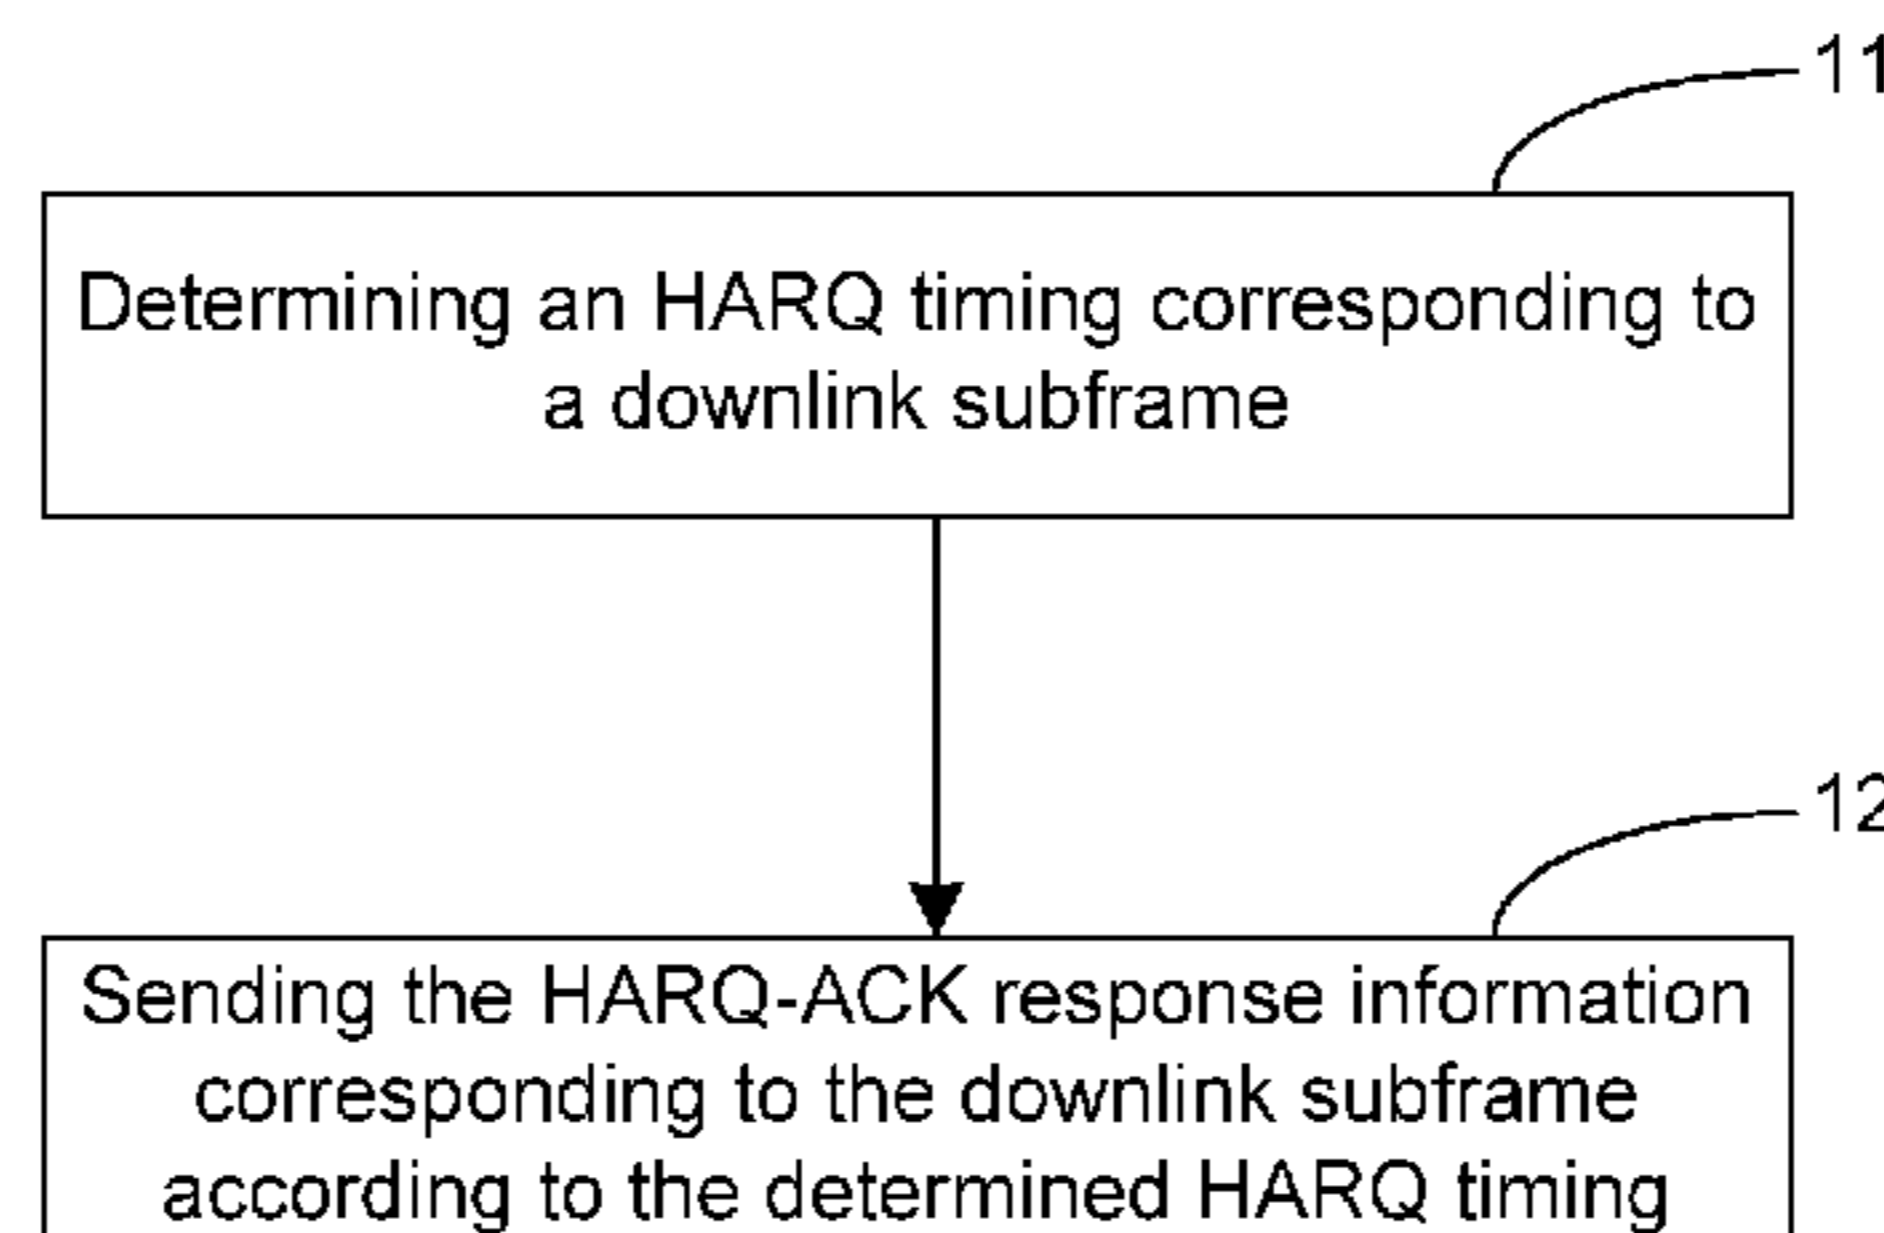 11
Determining an HARQ timing corresponding to
a downlink subframe
12
Sending the HARQ-ACK response information
corresponding to the downlink subframe
according to the determined HARQ timing